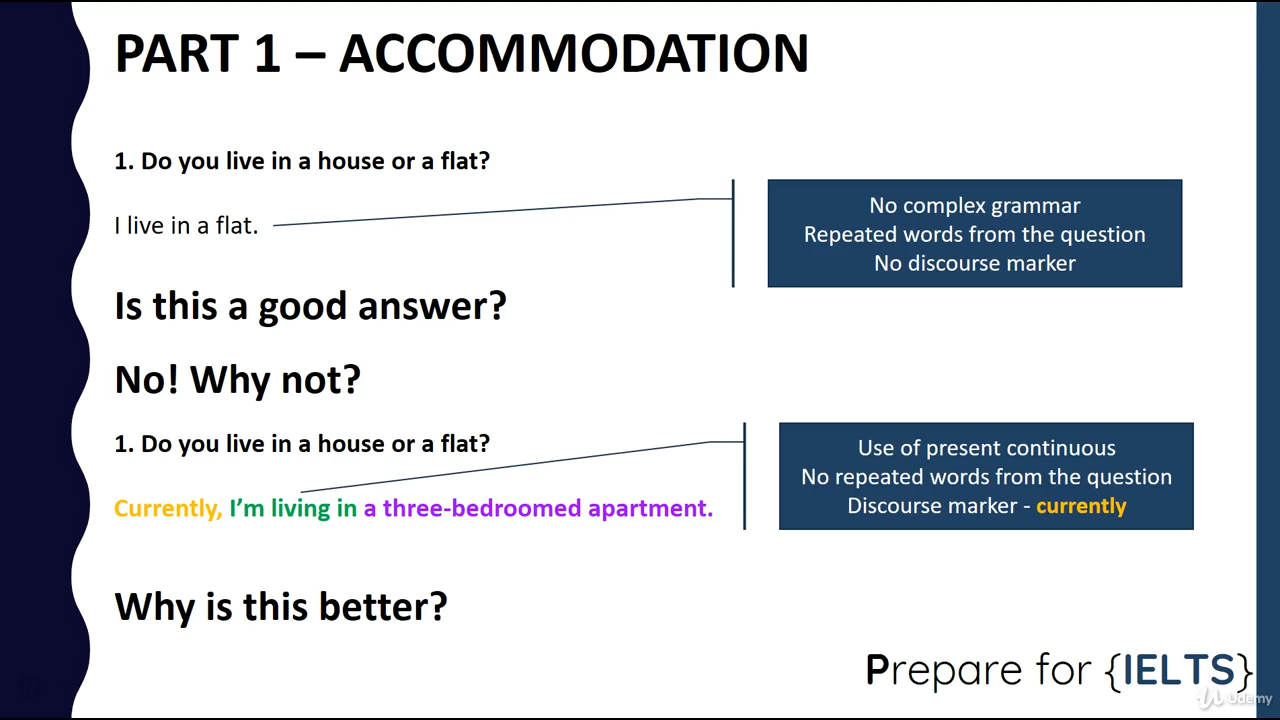 PART 1 – ACCOMMODATION
1. Do you live in a house or a flat?
I live in a flat.
No complex grammar
Repeated words from the question
No discourse marker
Is this a good answer?
No! Why not?
1. Do you live in a house or a flat?
Currently, I’m living in a three-bedroomed apartment.
Use of present continuous
No repeated words from the question
Discourse marker - currently
Why is this better?
Prepare for {IELTS}
Udemy